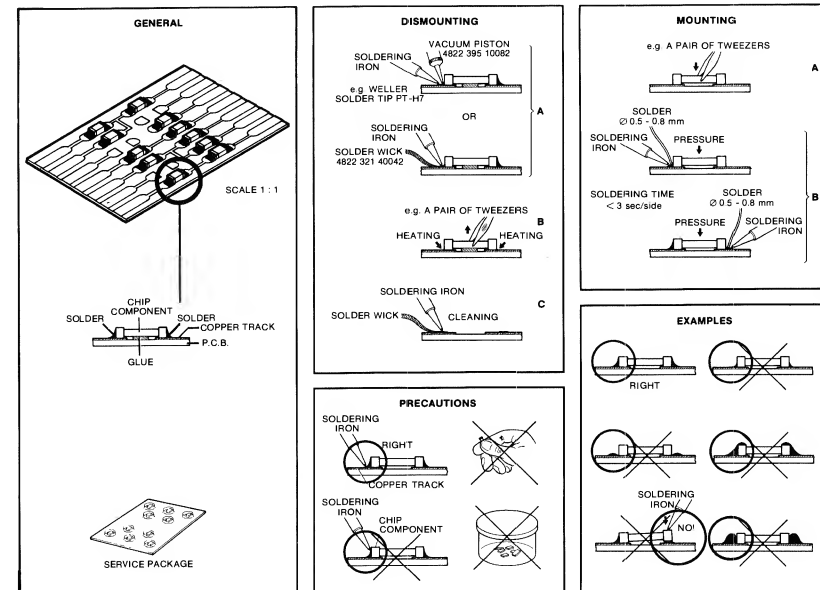 GENERAL
SCALE 1 : 1
CHIP
COMPONENT
SOLDER
SOLDER
COPPER TRACK
P.C.B.
GLUE
SERVICE PACKAGE
DISMOUNTING
VACUUM PISTON
4822 395 10082
SOLDERING
IRON
e.g. WELLER
SOLDER TIP PT-H7
A
OR
SOLDERING
IRON
SOLDER WICK
4822 321 40042
e.g. A PAIR OF TWEEZERS
B
HEATING
HEATING
SOLDERING IRON
C
SOLDER WICK
CLEANING
PRECAUTIONS
SOLDERING
IRON
RIGHT
COPPER TRACK
SOLDERING
IRON
CHIP
COMPONENT
MOUNTING
e.g. A PAIR OF TWEEZERS
A
SOLDER
∅ 0.5 - 0.8 mm
SOLDERING
IRON
PRESSURE
SOLDERING TIME
< 3 sec/side
SOLDER
∅ 0.5 - 0.8 mm
B
PRESSURE
SOLDERING
IRON
EXAMPLES
RIGHT
SOLDERING
IRON
NO!